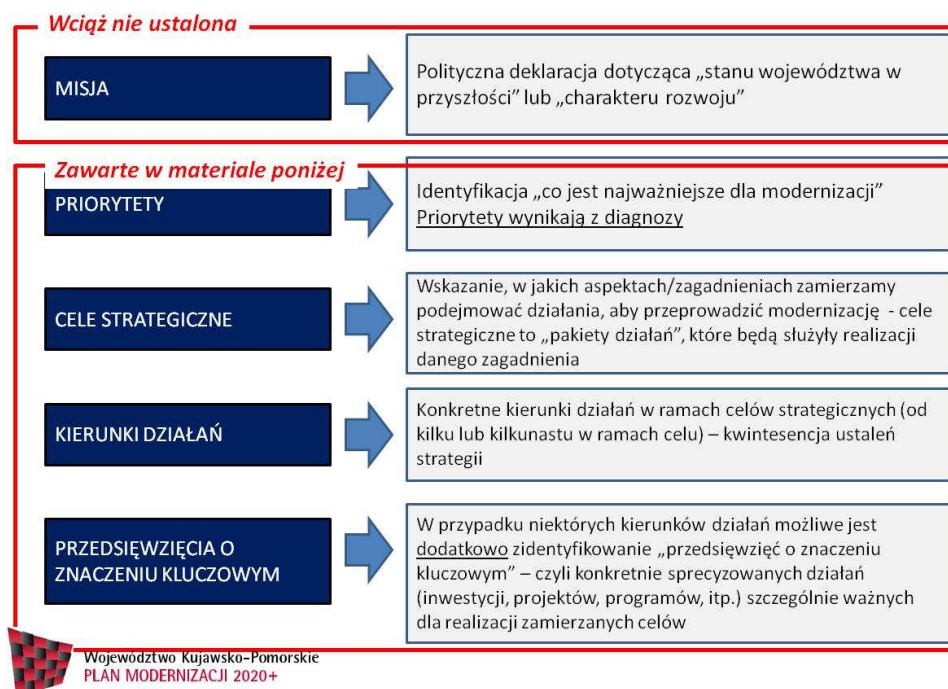 Wciąż nie ustalona
MISJA
Polityczna deklaracja dotycząca „stanu województwa w
przyszłości” lub „charakteru rozwoju”
Zawarte w materiale poniżej
PRIORYTETY
Identyfikacja „co jest najważniejsze dla modernizacji”
Priorytety wynikają z diagnozy
CELE STRATEGICZNE
Wskazanie, w jakich aspektach/zagadnieniach zamierzamy
podejmować działania, aby przeprowadzić modernizację - cele
strategiczne to „pakiety działań”, które będą służyły realizacji
danego zagadnienia
KIERUNKI DZIAŁAŃ
Konkretne kierunki działań w ramach celów strategicznych (od
kilku lub kilkunastu w ramach celu) – kwintesencja ustaleń
strategii
PRZEDSIĘWZIĘCIA O
ZNACZENIU KLUCZOWYM
W przypadku niektórych kierunków działań możliwe jest
dodatkowo zidentyfikowanie „przedsięwzięć o znaczeniu
kluczowym” – czyli konkretnie sprecyzowanych działań
(inwestycji, projektów, programów, itp.) szczególnie ważnych
dla realizacji zamierzanych celów
Województwo Kujawsko-Pomorskie
PLAN MODERNIZACJI 2020+